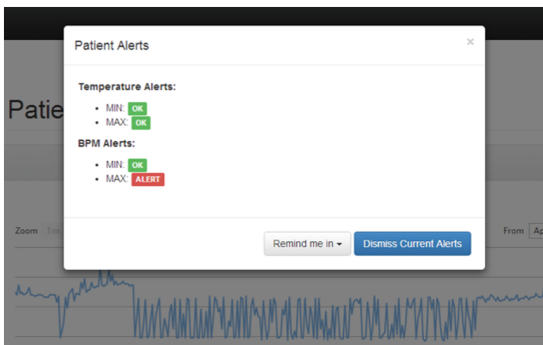 Patient Alerts
×
Temperature Alerts:
• MIN: OK
• MAX: OK
BPM Alerts:
• MIN: OK
• MAX: ALERT
Remind me in
Dismiss Current Alerts
Patie
Zoom
From Ap